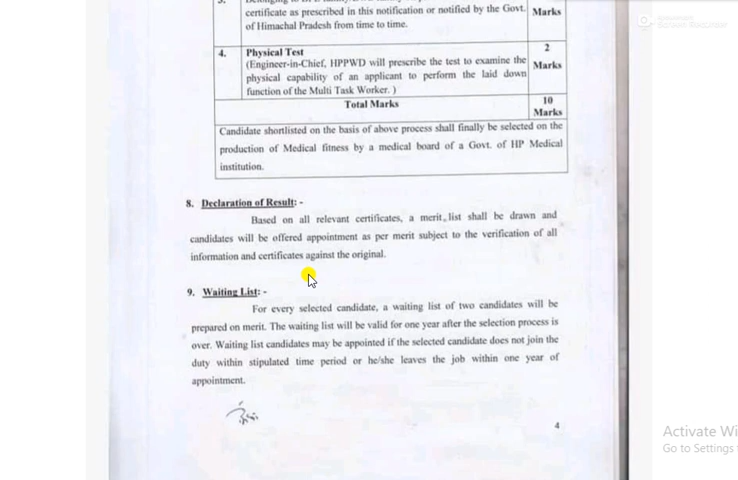 certificate as prescribed in this notification or notified by the Govt. Marks
of Himachal Pradesh from time to time.
4. Physical Test 2
(Engineer-in-Chief, HPPWD will prescribe the test to examine the Marks
physical capability of an applicant to perform the laid down
function of the Multi Task Worker. )
Total Marks 10
Marks
Candidate shortlisted on the basis of above process shall finally be selected on the
production of Medical fitness by a medical board of a Govt. of HP Medical
institution.
8. Declaration of Result: -
Based on all relevant certificates, a merit list shall be drawn and
candidates will be offered appointment as per merit subject to the verification of all
information and certificates against the original.
9. Waiting List: -
For every selected candidate, a waiting list of two candidates will be
prepared on merit. The waiting list will be valid for one year after the selection process is
over. Waiting list candidates may be appointed if the selected candidate does not join the
duty within stipulated time period or he/she leaves the job within one year of
appointment.
4
Activate Wi
Go to Settings
Screen Recorder